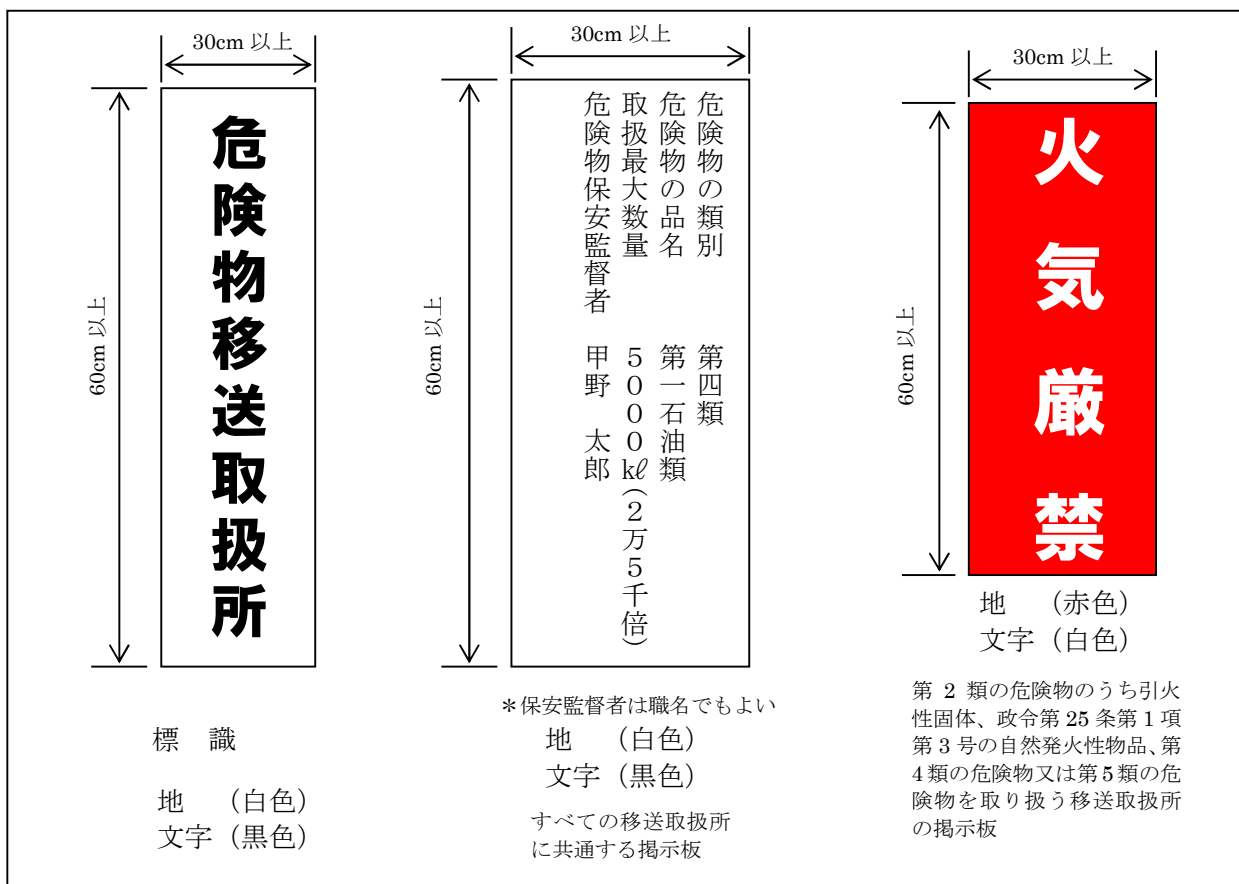 30cm 以上
60cm 以上
危険物移送取扱所
標 識
地 (白色)
文字 (黒色)
30cm 以上
60cm 以上
危険物の類別 第四類
危険物の品名 第一石油類
取扱最大数量 5000kℓ(2万5千倍)
危険物保安監督者 甲野 太郎
*保安監督者は職名でもよい
地 (白色)
文字 (黒色)
すべての移送取扱所
に共通する掲示板
30cm 以上
60cm 以上
火気厳禁
地 (赤色)
文字 (白色)
第 2 類の危険物のうち引火
性固体、政令第 25 条第 1 項
第 3 号の自然発火性物品、第
4 類の危険物又は第 5 類の危
険物を取り扱う移送取扱所
の掲示板